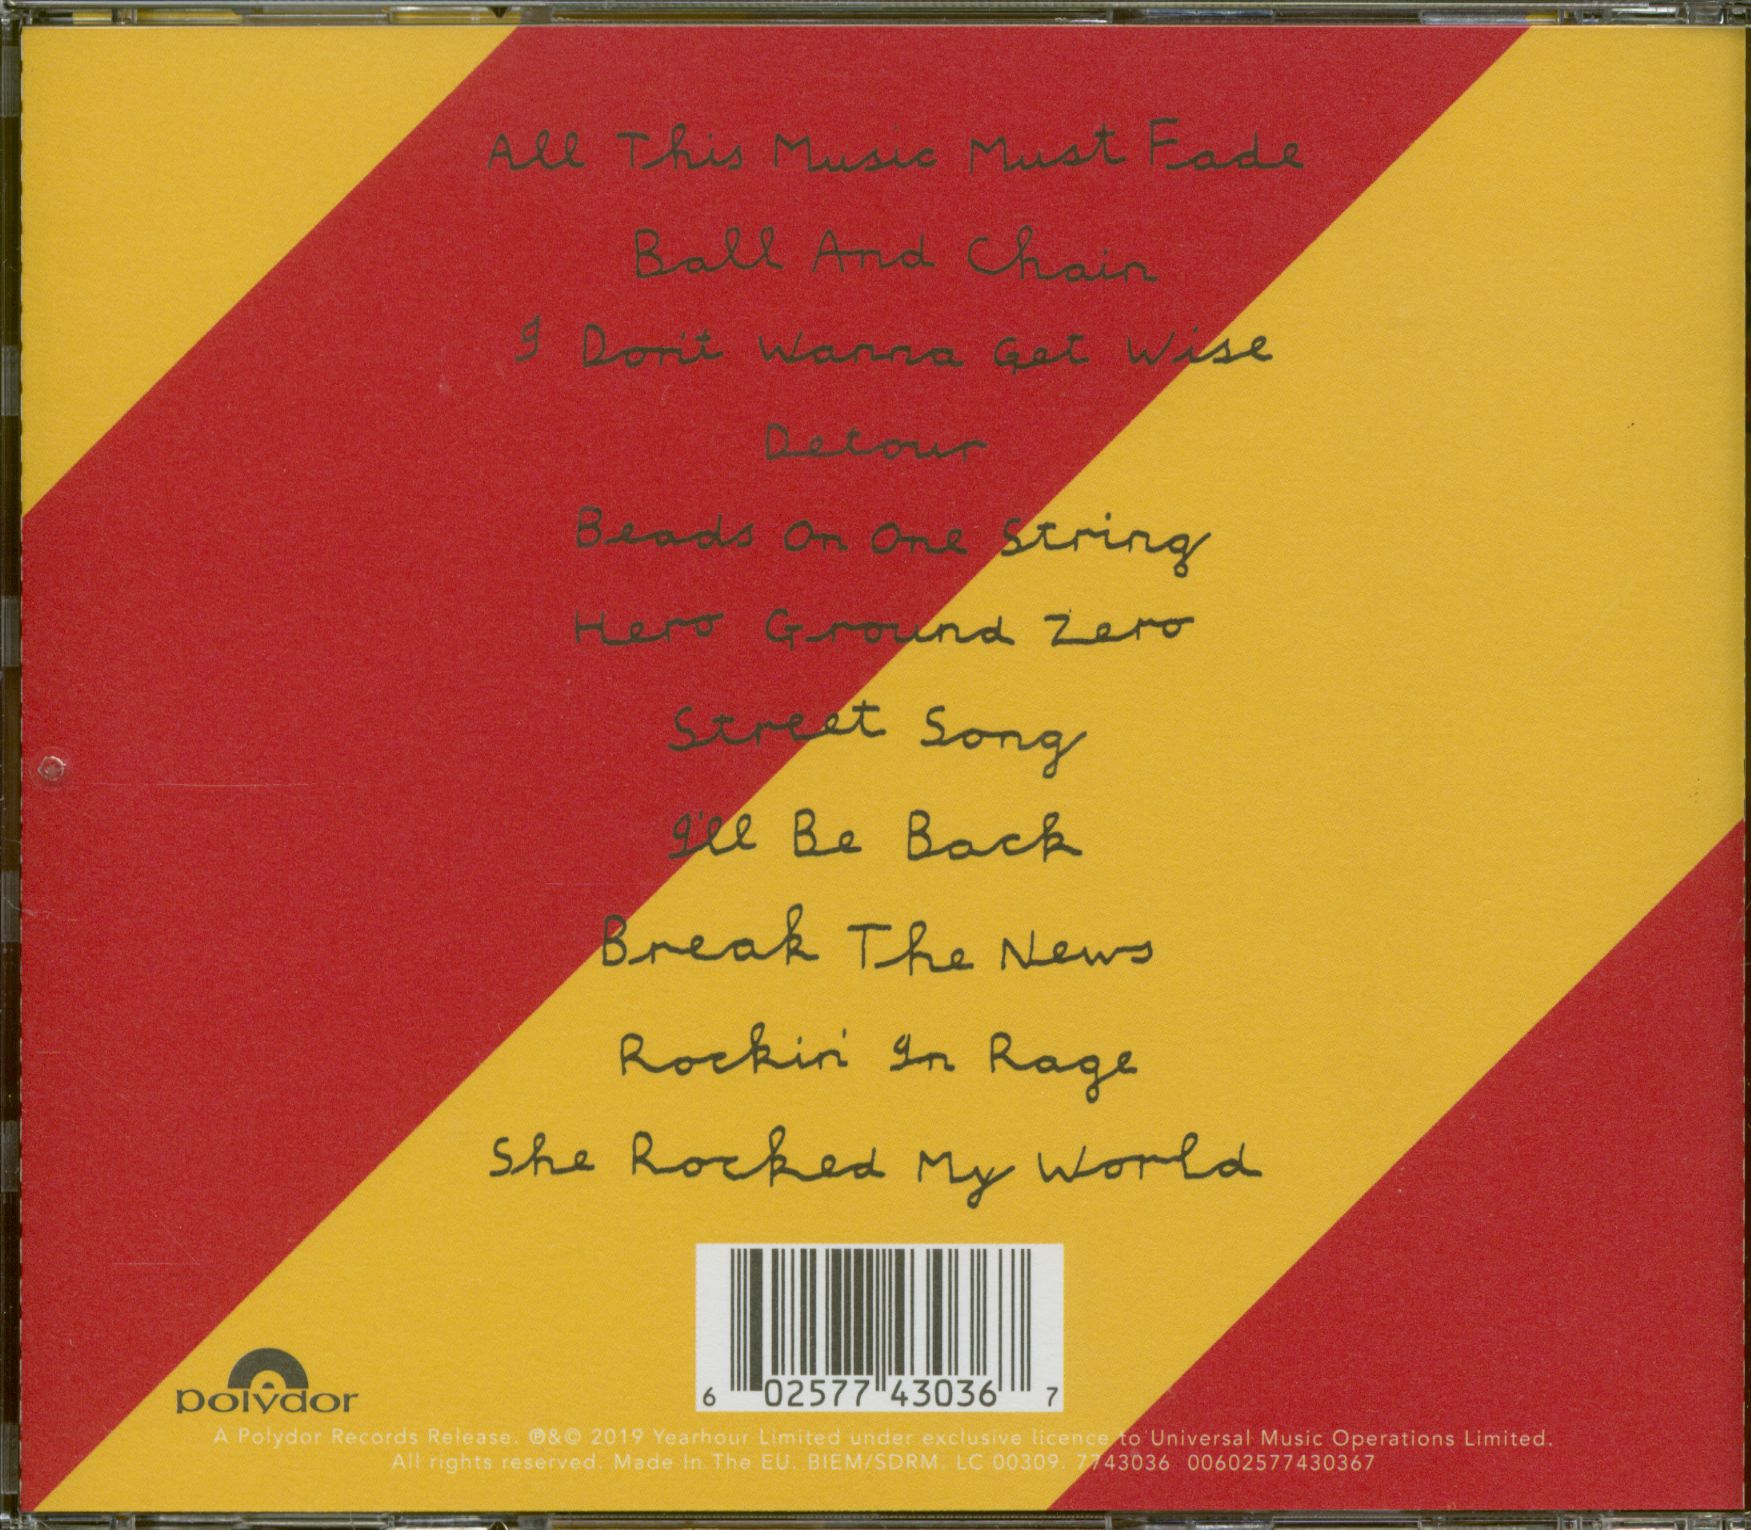 All This Music Must Fade
Ball And Chain
I Don't Wanna Get Wise
Detour
Beads On One String
Hero Ground Zero
Street Song
I'll Be Back
Break The News
Rockin' In Rage
She Rocked My World
6 02577 43036 7
polydor
A Polydor Records Release. ℗&© 2019 Yearhour Limited under exclusive licence to Universal Music Operations Limited.
All rights reserved. Made In The EU. BIEM/SDRM. LC 00309. 7743036 00602577430367